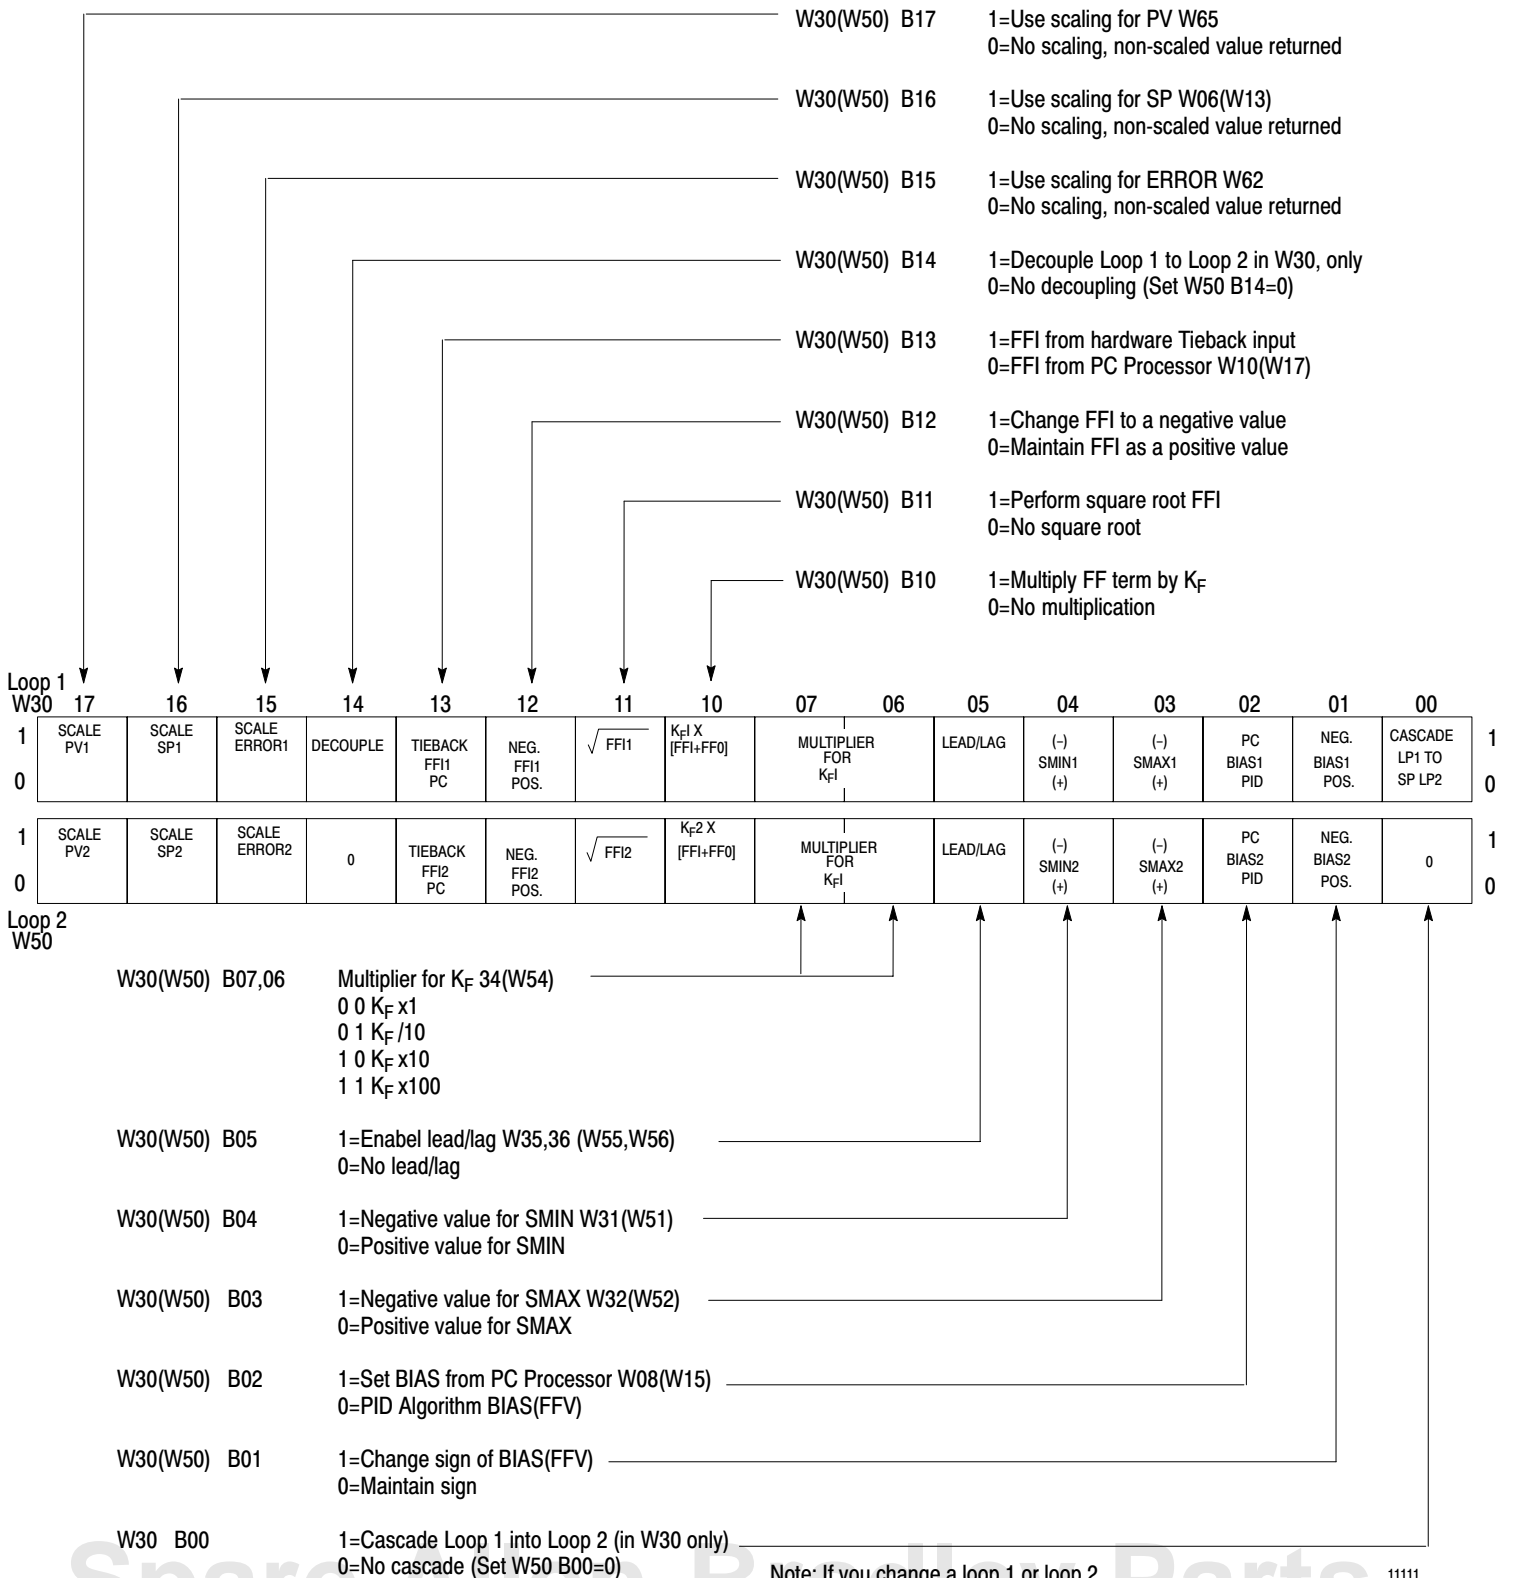 W30(W50) B17 1=Use scaling for PV W65
0=No scaling, non-scaled value returned
W30(W50) B16 1=Use scaling for SP W06(W13)
0=No scaling, non-scaled value returned
W30(W50) B15 1=Use scaling for ERROR W62
0=No scaling, non-scaled value returned
W30(W50) B14 1=Decouple Loop 1 to Loop 2 in W30, only
0=No decoupling (Set W50 B14=0)
W30(W50) B13 1=FFI from hardware Tieback input
0=FFI from PC Processor W10(W17)
W30(W50) B12 1=Change FFI to a negative value
0=Maintain FFI as a positive value
W30(W50) B11 1=Perform square root FFI
0=No square root
W30(W50) B10 1=Multiply FF term by KF
0=No multiplication
Loop 1
W30 17 16 15 14 13 12 11 10 07 06 05 04 03 02 01 00
1
0
SCALE
PV1
SCALE
SP1
SCALE
ERROR1
DECOUPLE
TIEBACK
FFI1
PC
NEG.
FFI1
POS.
√ FFI1
KFI X
[FFI+FF0]
MULTIPLIER
FOR
KFI
LEAD/LAG
(–)
SMIN1
(+)
(–)
SMAX1
(+)
PC
BIAS1
PID
NEG.
BIAS1
POS.
CASCADE
LP1 TO
SP LP2
1
0
1
0
SCALE
PV2
SCALE
SP2
SCALE
ERROR2
0
TIEBACK
FFI2
PC
NEG.
FFI2
POS.
√ FFI2
KF2 X
[FFI+FF0]
MULTIPLIER
FOR
KFI
LEAD/LAG
(–)
SMIN2
(+)
(–)
SMAX2
(+)
PC
BIAS2
PID
NEG.
BIAS2
POS.
0
1
0
Loop 2
W50
W30(W50) B07,06 Multiplier for KF 34(W54)
0 0 KF x1
0 1 KF /10
1 0 KF x10
1 1 KF x100
W30(W50) B05 1=Enabel lead/lag W35,36 (W55,W56)
0=No lead/lag
W30(W50) B04 1=Negative value for SMIN W31(W51)
0=Positive value for SMIN
W30(W50) B03 1=Negative value for SMAX W32(W52)
0=Positive value for SMAX
W30(W50) B02 1=Set BIAS from PC Processor W08(W15)
0=PID Algorithm BIAS(FFV)
W30(W50) B01 1=Change sign of BIAS(FFV)
0=Maintain sign
W30 B00 1=Cascade Loop 1 into Loop 2 (in W30 only)
0=No cascade (Set W50 B00=0)
Note: If you change a loop 1 or loop 2
11111
Spare Allen Bradley Parts